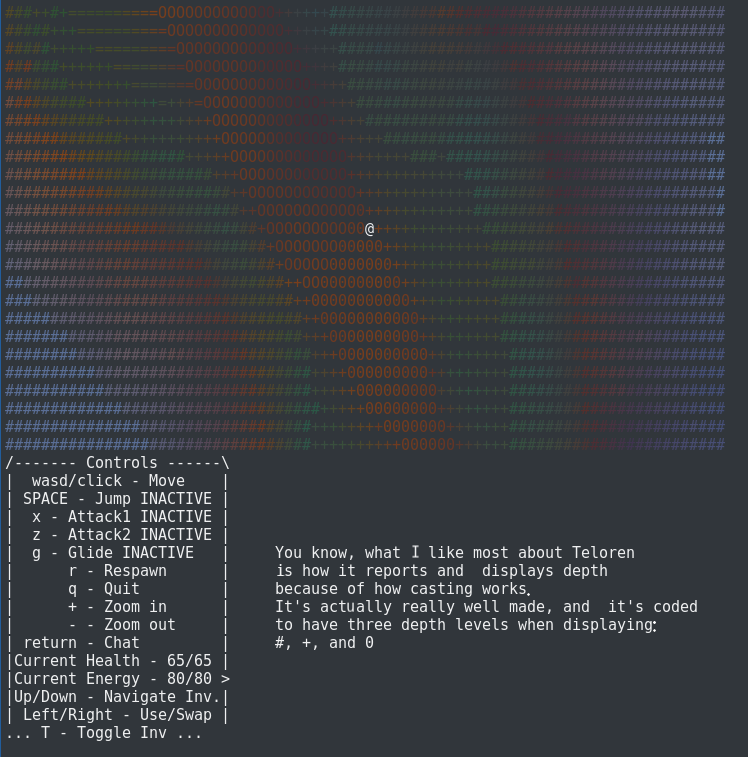 /------- Controls ------\
| wasd/click - Move |
| SPACE - Jump INACTIVE |
| x - Attack1 INACTIVE |
| z - Attack2 INACTIVE |
| g - Glide INACTIVE |
| r - Respawn |
| q - Quit |
| + - Zoom in |
| - - Zoom out |
| return - Chat |
|Current Health - 65/65 |
|Current Energy - 80/80 >
|Up/Down - Navigate Inv.|
| Left/Right - Use/Swap |
... T - Toggle Inv ...
You know, what I like most about Teloren
is how it reports and displays depth
because of how casting works.
It's actually really well made, and it's coded
to have three depth levels when displaying:
#, +, and 0